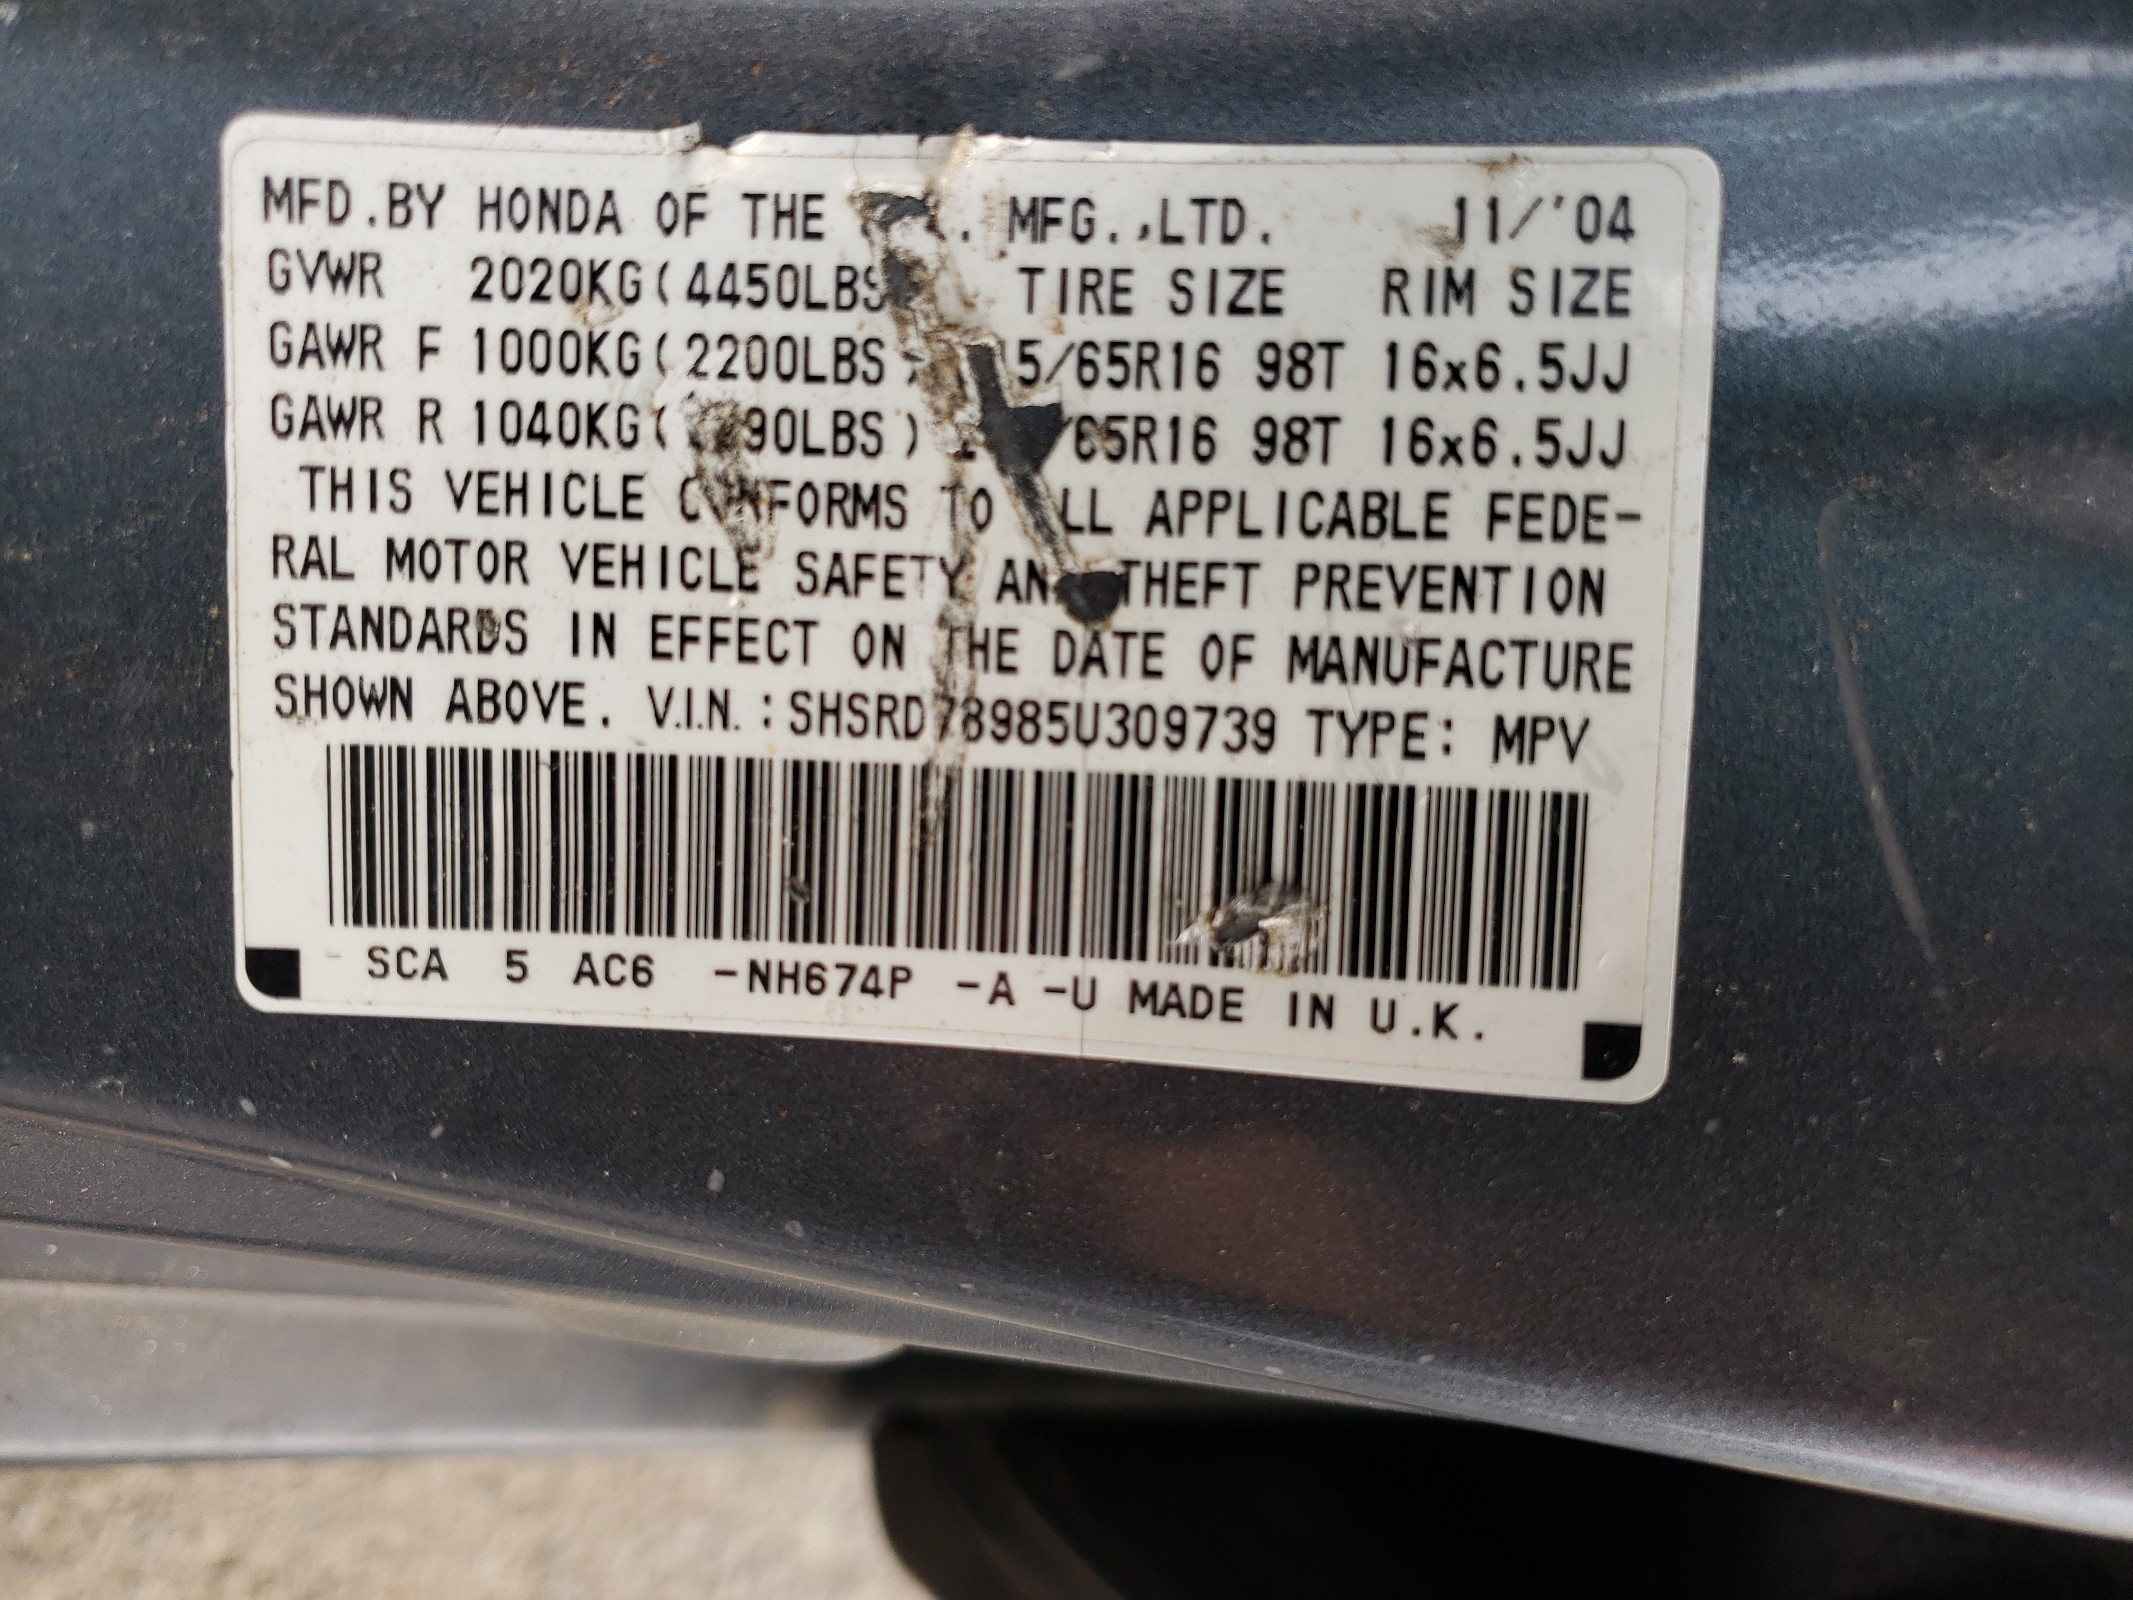 MFD.BY HONDA OF THE MFG.,LTD. 11/'04
GVWR 2020KG(4450LBS TIRE SIZE RIM SIZE
GAWR F 1000KG(2200LBS) 5/65R16 98T 16x6.5JJ
GAWR R 1040KG( 90LBS) /65R16 98T 16x6.5JJ
THIS VEHICLE CONFORMS TO ALL APPLICABLE FEDE-
RAL MOTOR VEHICLE SAFETY AND THEFT PREVENTION
STANDARDS IN EFFECT ON THE DATE OF MANUFACTURE
SHOWN ABOVE. V.I.N.:SHSRD78985U309739 TYPE: MPV
SCA 5 AC6 -NH674P -A -U MADE IN U.K.